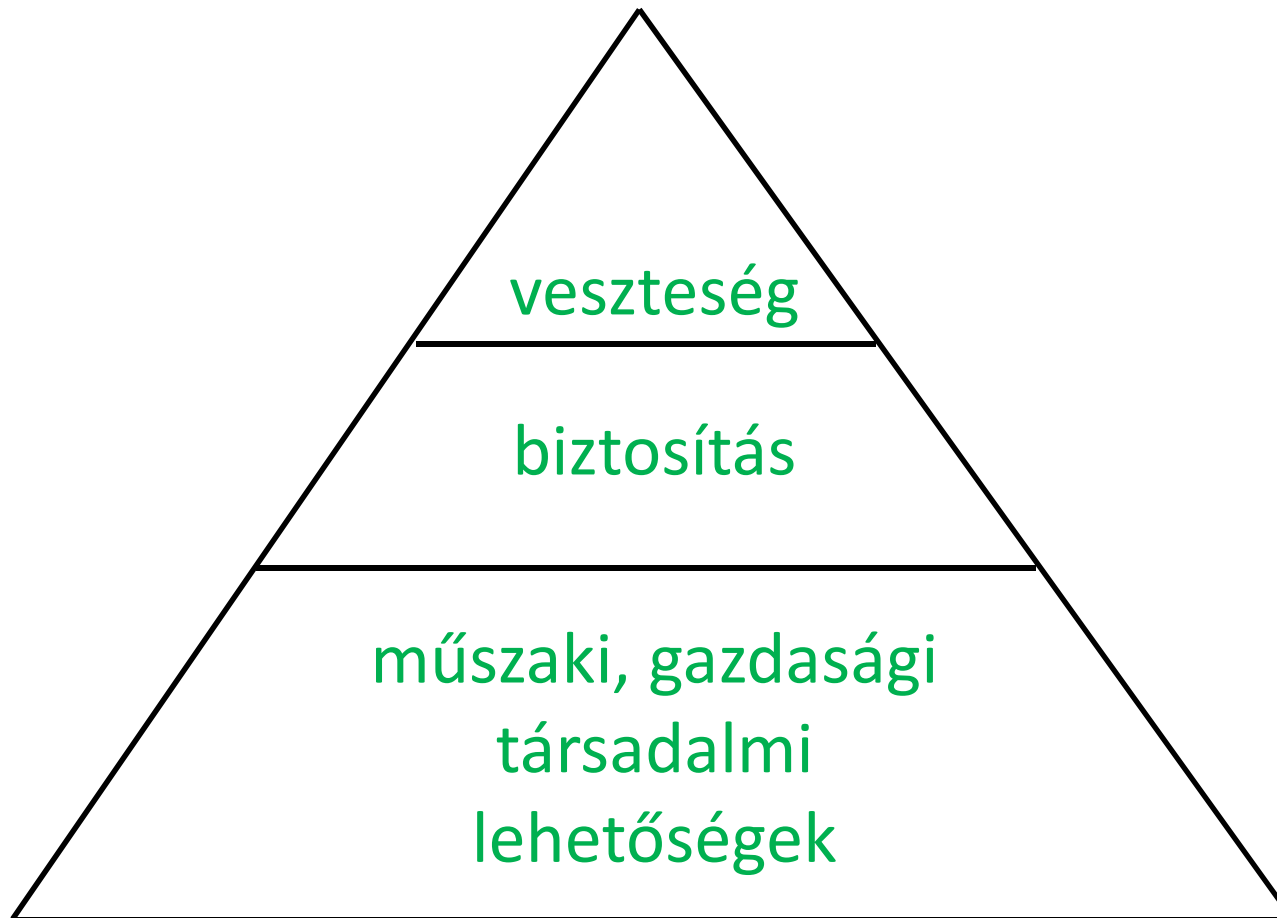 veszteség
biztosítás
műszaki, gazdasági
társadalmi
lehetőségek